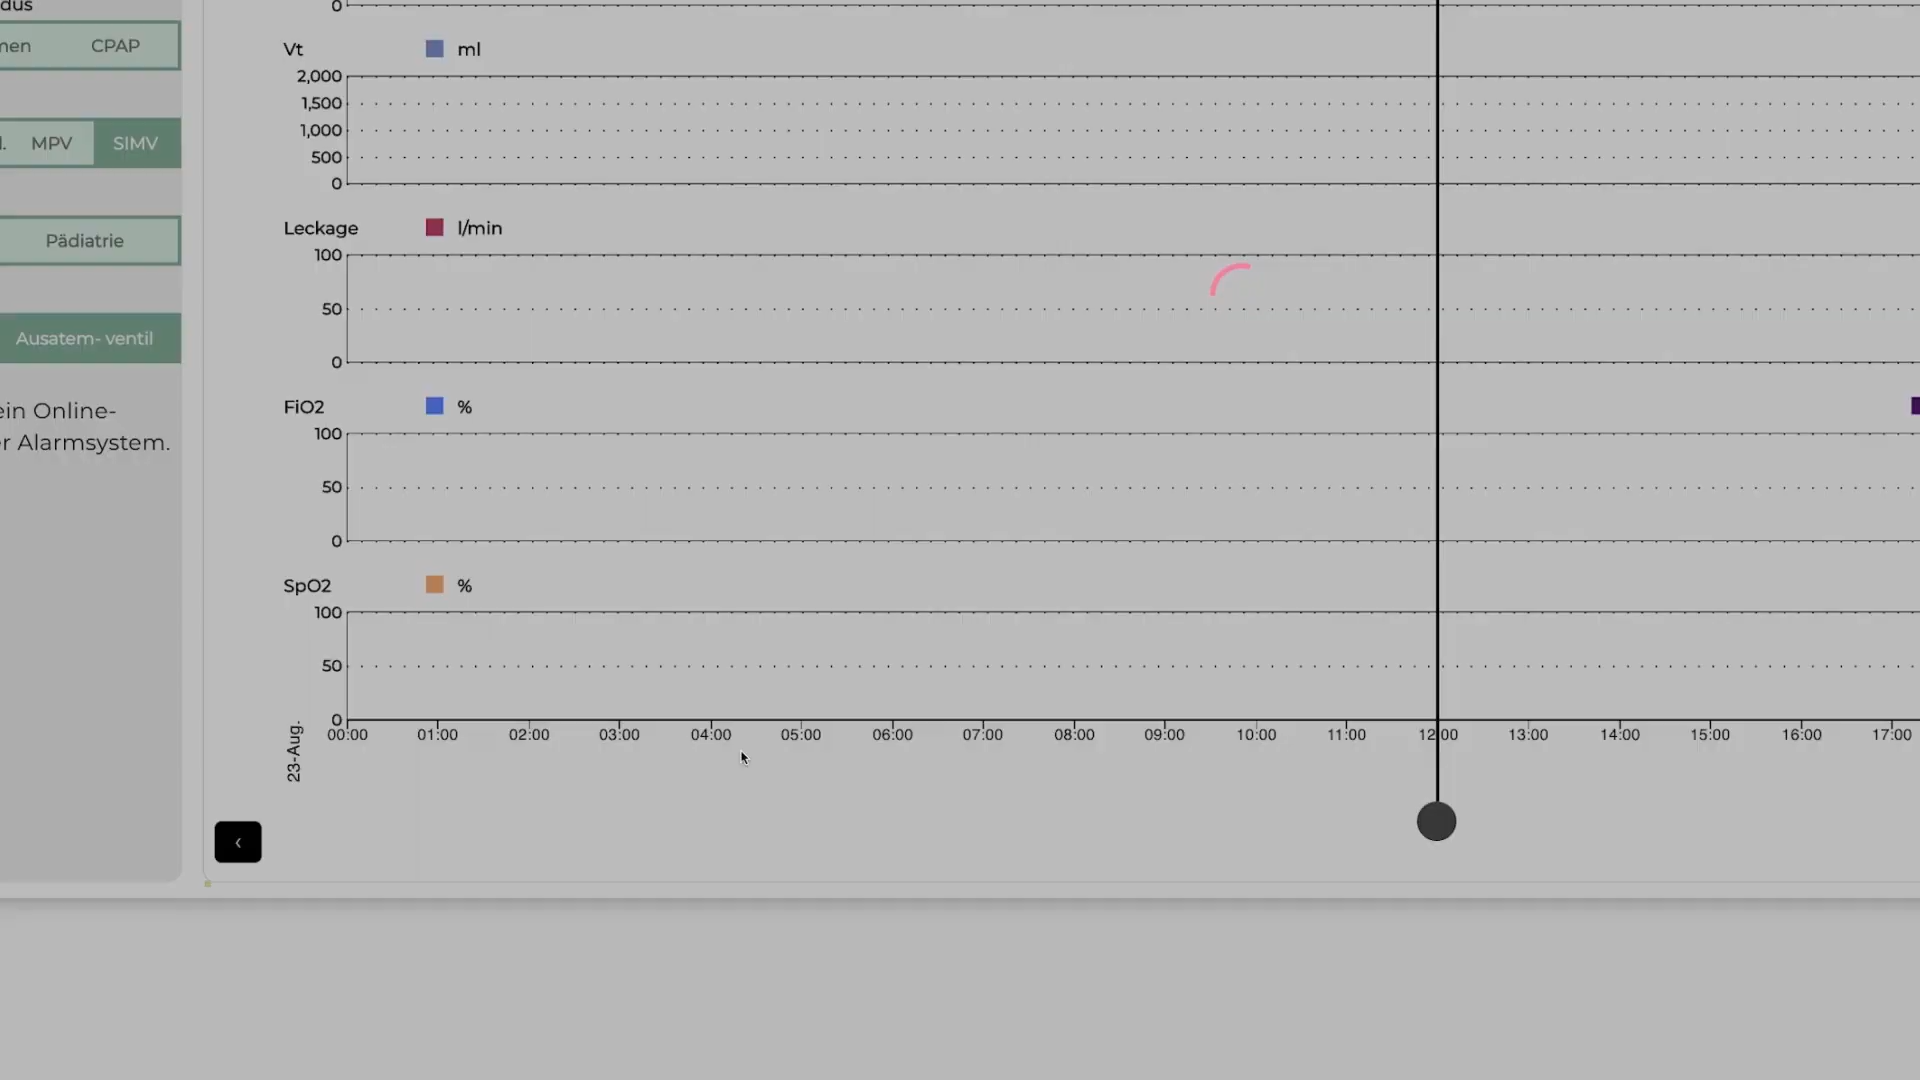 dus
men CPAP
l. MPV SIMV
Pädiatrie
Ausatem- ventil
ein Online-
er Alarmsystem.
0
Vt ml
2,000
1,500
1,000
500
0
Leckage l/min
100
50
0
FiO2 %
100
50
0
SpO2 %
100
50
0
00:00 01:00 02:00 03:00 04:00 05:00 06:00 07:00 08:00 09:00 10:00 11:00 12:00 13:00 14:00 15:00 16:00 17:00
23-Aug.
‹